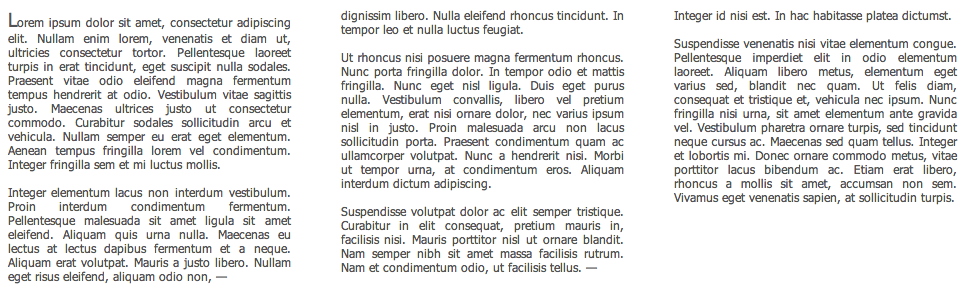 Lorem ipsum dolor sit amet, consectetur adipiscing
elit. Nullam enim lorem, venenatis et diam ut,
ultricies consectetur tortor. Pellentesque laoreet
turpis in erat tincidunt, eget suscipit nulla sodales.
Praesent vitae odio eleifend magna fermentum
tempus hendrerit at odio. Vestibulum vitae sagittis
justo. Maecenas ultrices justo ut consectetur
commodo. Curabitur sodales sollicitudin arcu et
vehicula. Nullam semper eu erat eget elementum.
Aenean tempus fringilla lorem vel condimentum.
Integer fringilla sem et mi luctus mollis.

Integer elementum lacus non interdum vestibulum.
Proin interdum condimentum fermentum.
Pellentesque malesuada sit amet ligula sit amet
eleifend. Aliquam quis urna nulla. Maecenas eu
lectus at lectus dapibus fermentum et a neque.
Aliquam erat volutpat. Mauris a justo libero. Nullam
eget risus eleifend, aliquam odio non, —
dignissim libero. Nulla eleifend rhoncus tincidunt. In
tempor leo et nulla luctus feugiat.

Ut rhoncus nisi posuere magna fermentum rhoncus.
Nunc porta fringilla dolor. In tempor odio et mattis
fringilla. Nunc eget nisl ligula. Duis eget purus
nulla. Vestibulum convallis, libero vel pretium
elementum, erat nisi ornare dolor, nec varius ipsum
nisl in justo. Proin malesuada arcu non lacus
sollicitudin porta. Praesent condimentum quam ac
ullamcorper volutpat. Nunc a hendrerit nisi. Morbi
ut tempor urna, at condimentum eros. Aliquam
interdum dictum adipiscing.

Suspendisse volutpat dolor ac elit semper tristique.
Curabitur in elit consequat, pretium mauris in,
facilisis nisi. Mauris porttitor nisl ut ornare blandit.
Nam semper nibh sit amet massa facilisis rutrum.
Nam et condimentum odio, ut facilisis tellus. —
Integer id nisi est. In hac habitasse platea dictumst.

Suspendisse venenatis nisi vitae elementum congue.
Pellentesque imperdiet elit in odio elementum
laoreet. Aliquam libero metus, elementum eget
varius sed, blandit nec quam. Ut felis diam,
consequat et tristique et, vehicula nec ipsum. Nunc
fringilla nisi urna, sit amet elementum ante gravida
vel. Vestibulum pharetra ornare turpis, sed tincidunt
neque cursus ac. Maecenas sed quam tellus. Integer
et lobortis mi. Donec ornare commodo metus, vitae
porttitor lacus bibendum ac. Etiam erat libero,
rhoncus a mollis sit amet, accumsan non sem.
Vivamus eget venenatis sapien, at sollicitudin turpis.